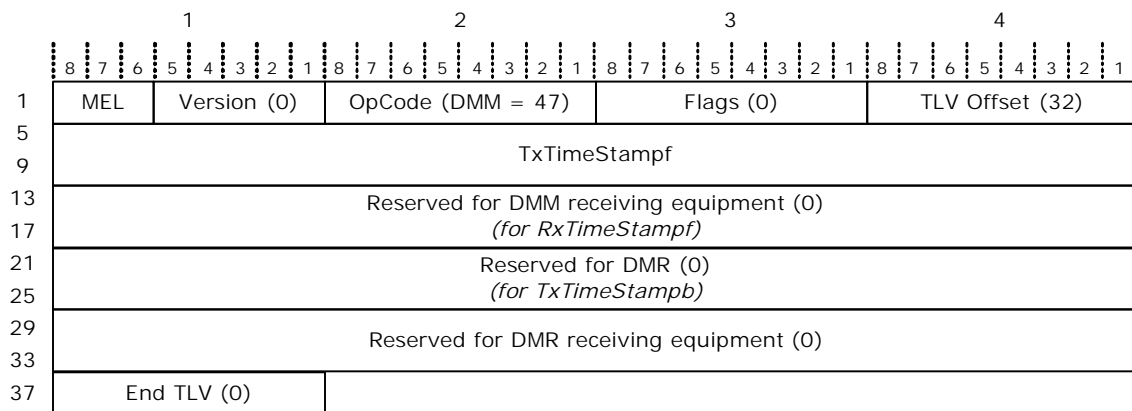 1 2 3 4
8 7 6 5 4 3 2 1 8 7 6 5 4 3 2 1 8 7 6 5 4 3 2 1 8 7 6 5 4 3 2 1
1 MEL Version (0) OpCode (DMM = 47) Flags (0) TLV Offset (32)
5
TxTimeStampf
9
13 Reserved for DMM receiving equipment (0)
17 (for RxTimeStampf)
21 Reserved for DMR (0)
25 (for TxTimeStampb)
29
Reserved for DMR receiving equipment (0)
33
37 End TLV (0)